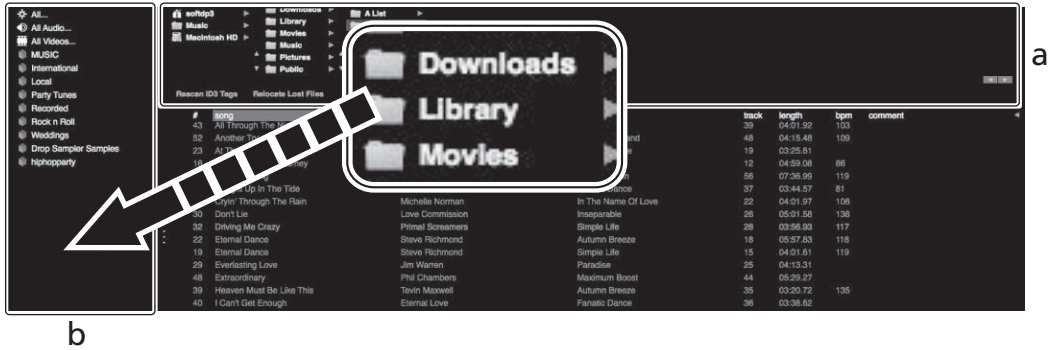 All...
All Audio...
All Videos...
MUSIC
International
Local
Party Tunes
Recorded
Rock n Roll
Weddings
Drop Sampler Samples
hiphopparty
softdp3
Music
Macintosh HD
Downloads
Library
Movies
Music
Pictures
Public
A List
Rescan ID3 Tags Relocate Lost Files
Downloads
Library
Movies
a
# song track length bpm comment
43 All Through The 39 04:01.92 103
52 Another 48 04:15.48 109
23 19 03:25.61
12 04:59.08 86
56 07:36.99 119
Up In The Tide Dance 37 03:44.57 81
Cryin' Through The Rain Michelle Norman In The Name Of Love 22 04:01.97 108
30 Don't Lie Love Commission Inseparable 26 05:01.58 138
32 Driving Me Crazy Primal Screamers Simple Life 28 03:56.93 117
22 Eternal Dance Steve Richmond Autumn Breeze 18 05:57.83 118
19 Eternal Dance Steve Richmond Simple Life 15 04:01.61 119
29 Everlasting Love Jim Warren Paradise 25 04:13.31
48 Extraordinary Phil Chambers Maximum Boost 44 05:29.27
39 Heaven Must Be Like This Tevin Maxwell Autumn Breeze 35 03:20.72 135
40 I Can't Get Enough Eternal Love Fanatic Dance 36 03:38.62
b